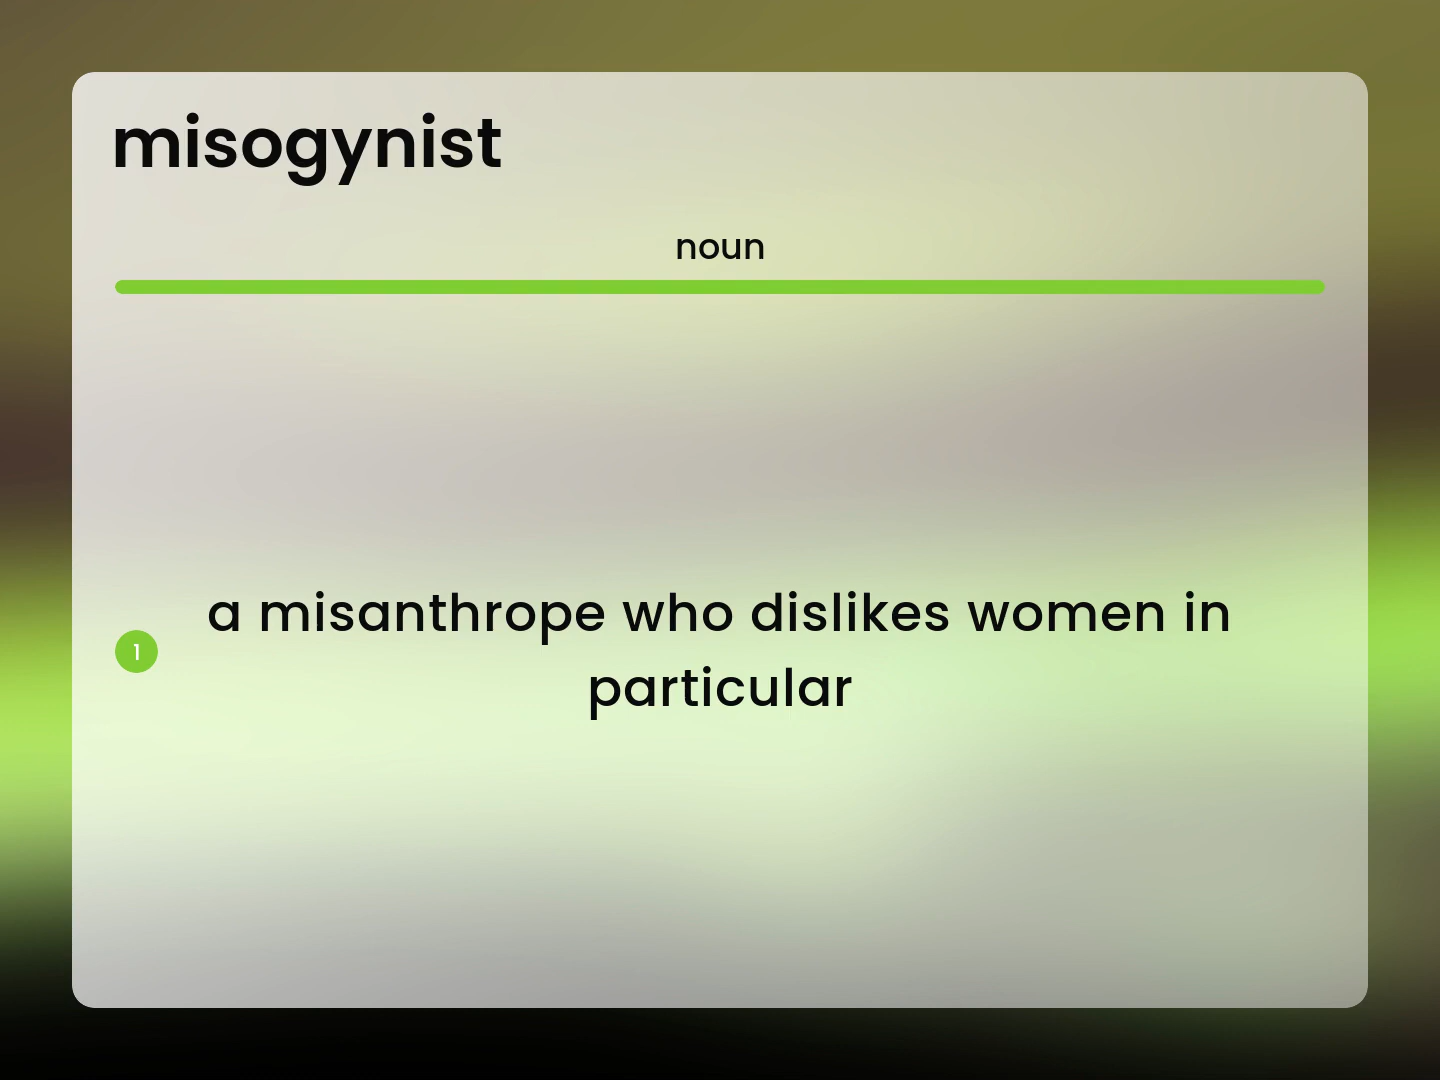 misogynist
noun
1
a misanthrope who dislikes women in
particular